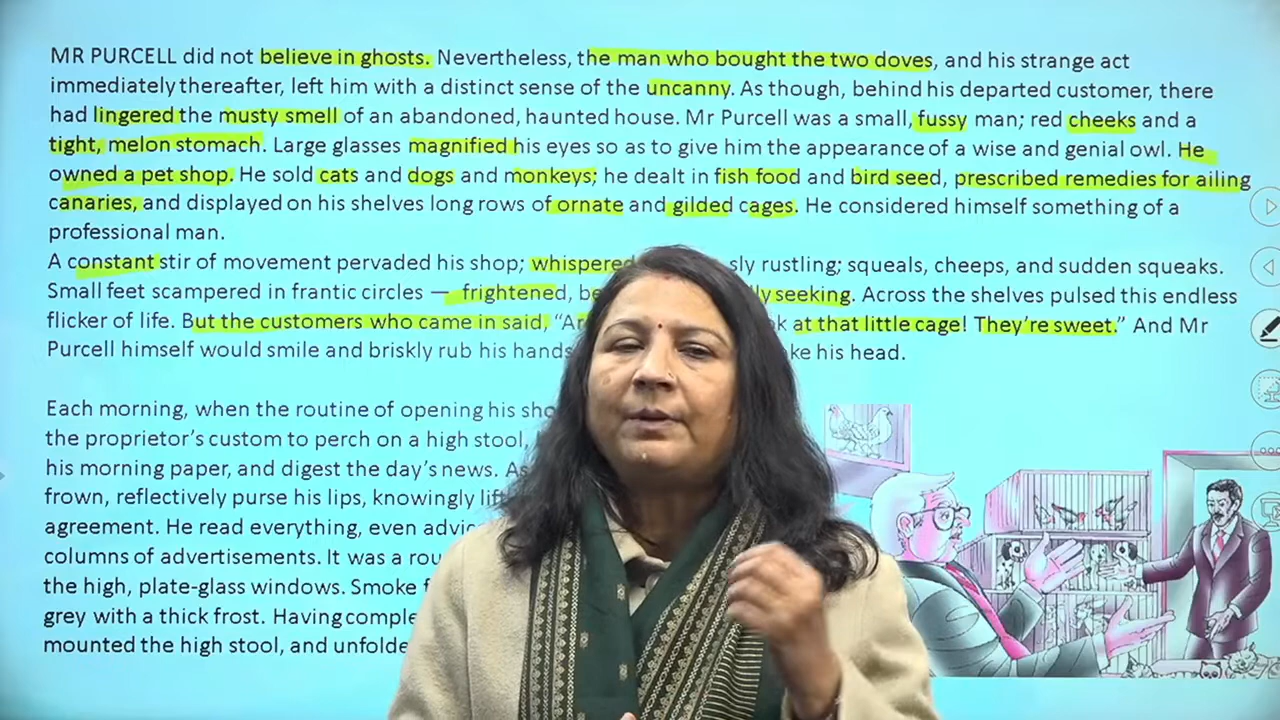 MR PURCELL did not believe in ghosts. Nevertheless, the man who bought the two doves, and his strange act
immediately thereafter, left him with a distinct sense of the uncanny. As though, behind his departed customer, there
had lingered the musty smell of an abandoned, haunted house. Mr Purcell was a small, fussy man; red cheeks and a
tight, melon stomach. Large glasses magnified his eyes so as to give him the appearance of a wise and genial owl. He
owned a pet shop. He sold cats and dogs and monkeys; he dealt in fish food and bird seed, prescribed remedies for ailing
canaries, and displayed on his shelves long rows of ornate and gilded cages. He considered himself something of a
professional man.
A constant stir of movement pervaded his shop; whispered sly rustling; squeals, cheeps, and sudden squeaks.
Small feet scampered in frantic circles — frightened, seeking. Across the shelves pulsed this endless
flicker of life. But the customers who came in said, at that little cage! They're sweet.” And Mr
Purcell himself would smile and briskly rub his hands his head.
Each morning, when the routine of opening his
the proprietor's custom to perch on a high stool,
his morning paper, and digest the day's news.
frown, reflectively purse his lips, knowingly
agreement. He read everything, even
columns of advertisements. It was a
the high, plate-glass windows. Smoke
grey with a thick frost. Having
mounted the high stool, and